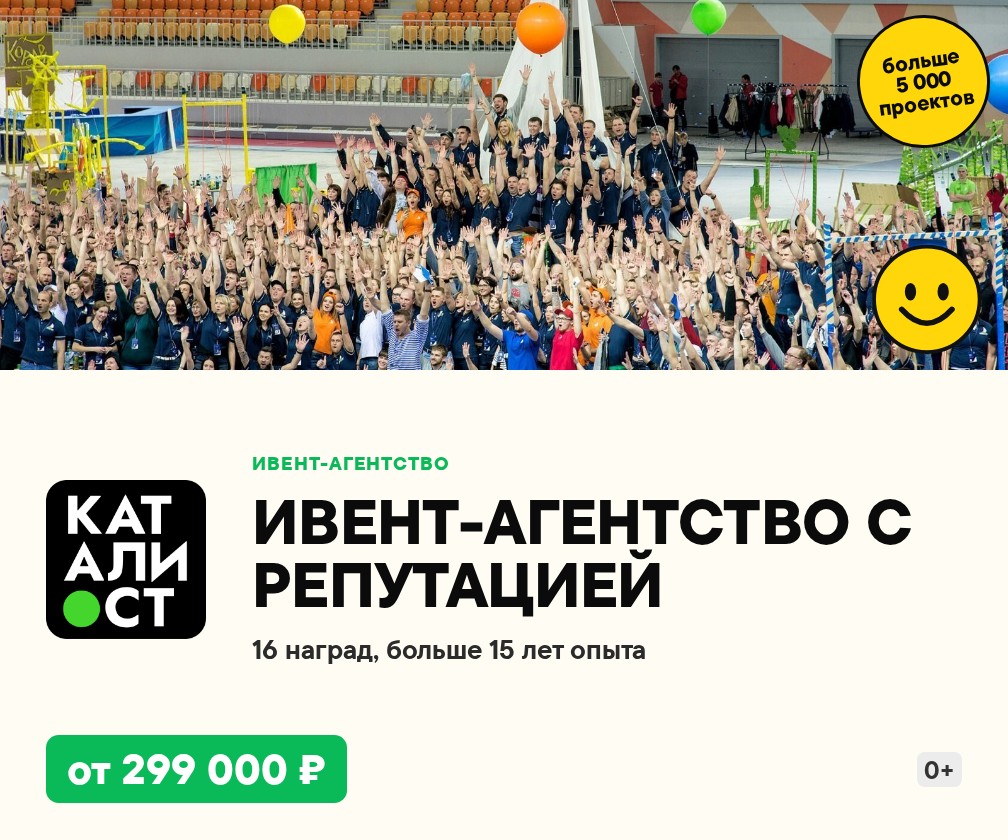 больше
5 000
проектов
ИВЕНТ-АГЕНТСТВО
КАТ
АЛИ
СТ
ИВЕНТ-АГЕНТСТВО С
РЕПУТАЦИЕЙ
16 наград, больше 15 лет опыта
от 299 000 ₽
0+